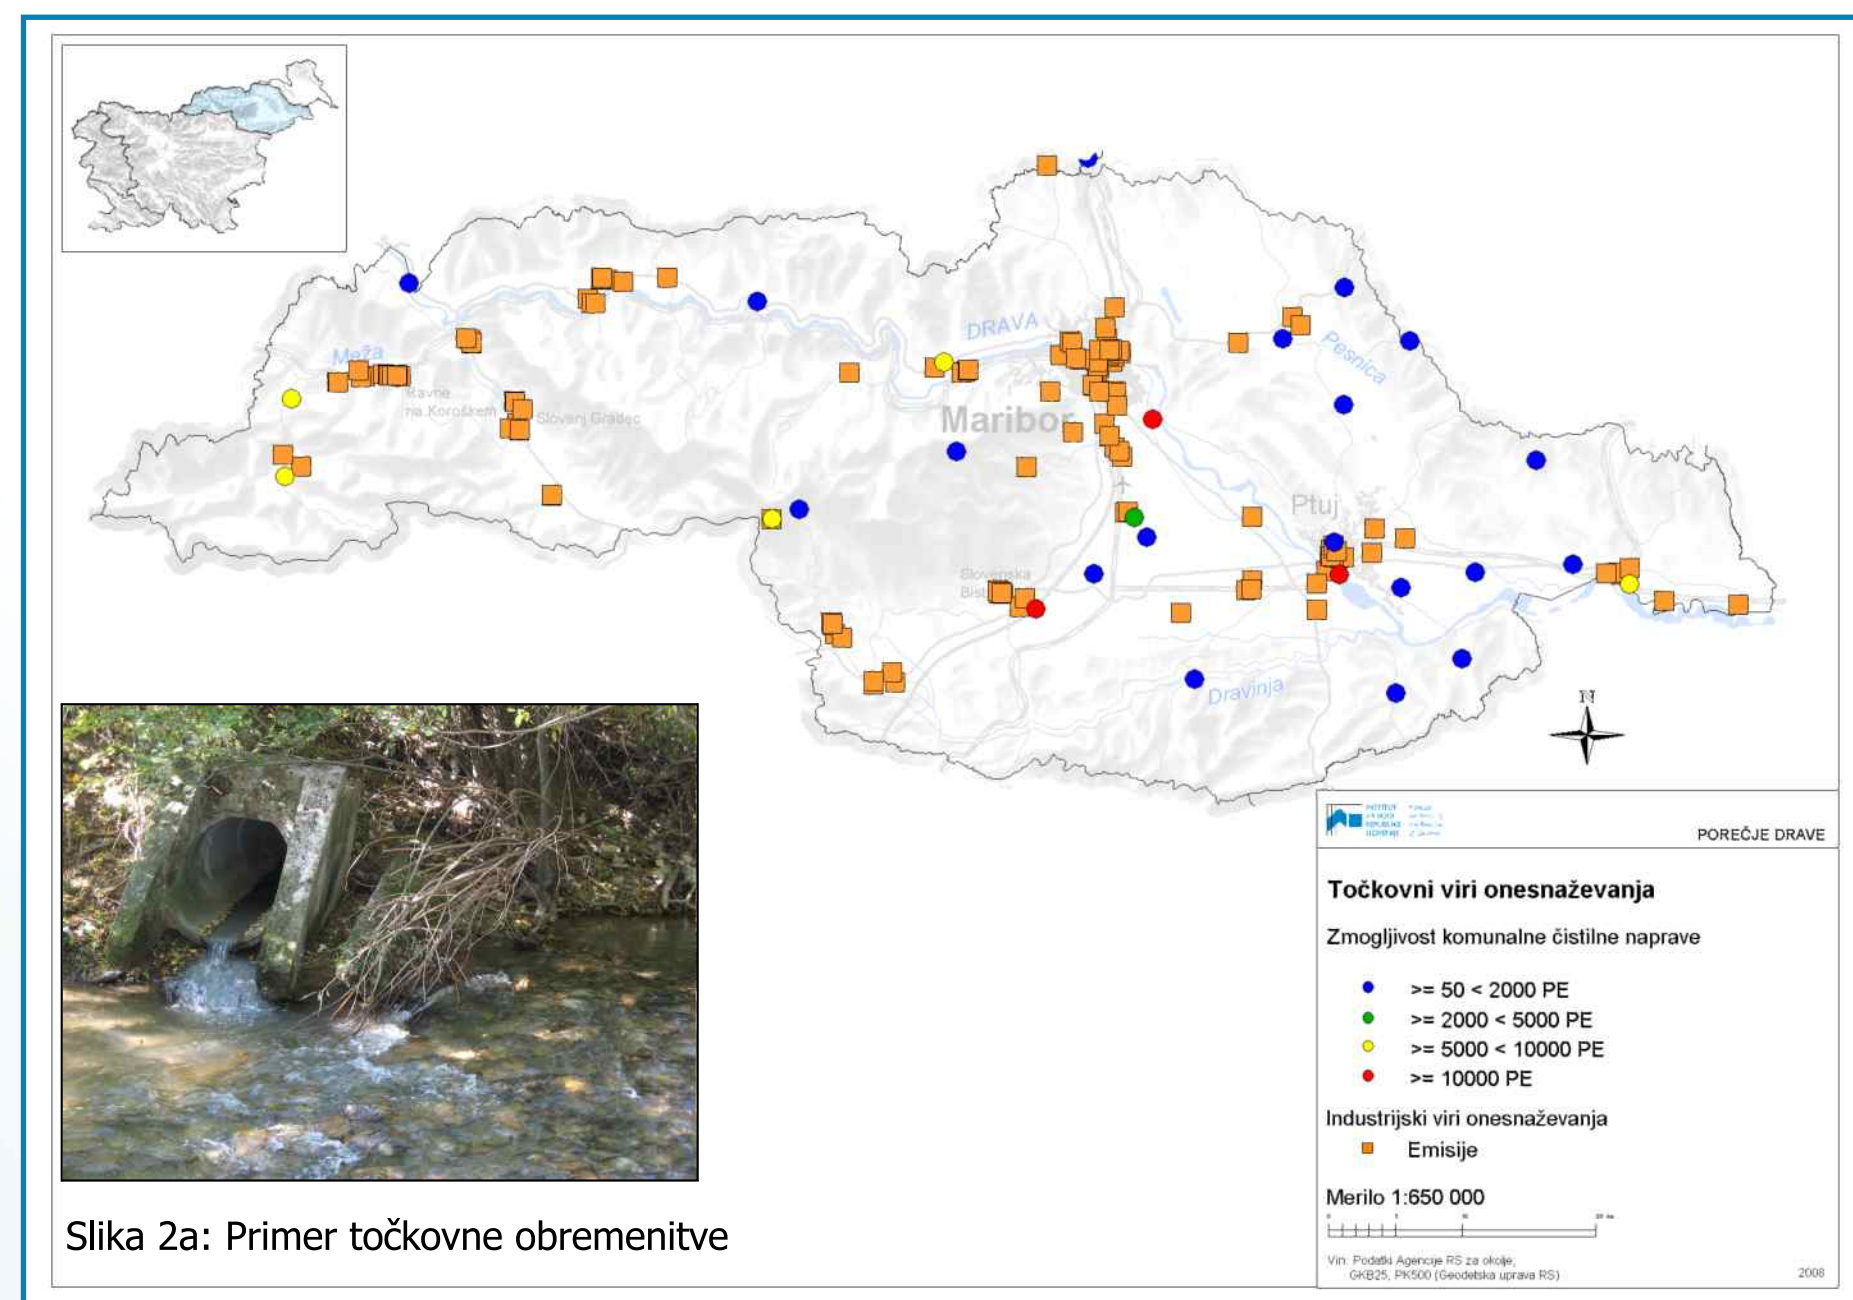 DRAVA
Meža
Pesnica
Ravne
na Koroškem
Slovenj Gradec
Maribor
Ptuj
Slovenska
Dravinja
N
POREČJE DRAVE
Točkovni viri onesnaževanja
Zmogljivost komunalne čistilne naprave
>= 50 < 2000 PE
>= 2000 < 5000 PE
>= 5000 < 10000 PE
>= 10000 PE
Industrijski viri onesnaževanja
Emisije
Merilo 1:650 000
Viri: Podatki Agencije RS za okolje;
GKB25, PK500 (Geodetska uprava RS)
2008
Slika 2a: Primer točkovne obremenitve